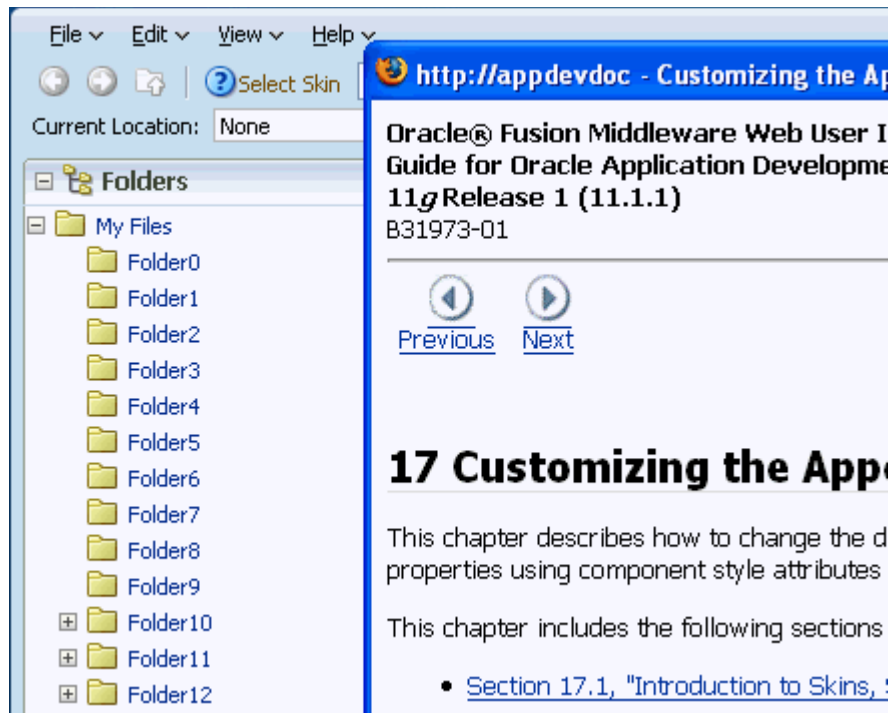 File Edit View Help
Select Skin
Current Location: None
Folders
My Files
Folder0
Folder1
Folder2
Folder3
Folder4
Folder5
Folder6
Folder7
Folder8
Folder9
Folder10
Folder11
Folder12
http://appdevdoc - Customizing the
Oracle® Fusion Middleware Web User
Guide for Oracle Application
11g Release 1 (11.1.1)
B31973-01
Previous Next
17 Customizing the
This chapter describes how to change the
properties using component style attributes
This chapter includes the following sections
• Section 17.1, "Introduction to Skins,